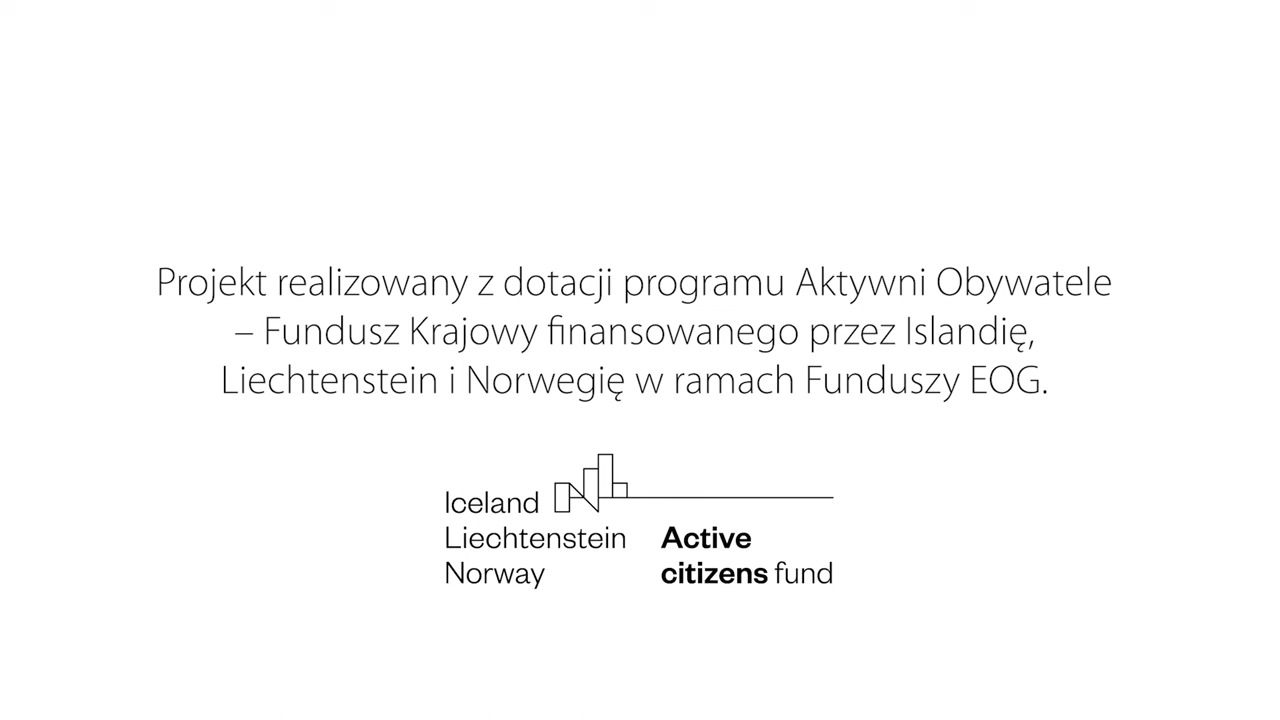 Projekt realizowany z dotacji programu Aktywni Obywatele
– Fundusz Krajowy finansowanego przez Islandię,
Liechtenstein i Norwegię w ramach Funduszy EOG.
Iceland
Liechtenstein
Norway
Active
citizens fund